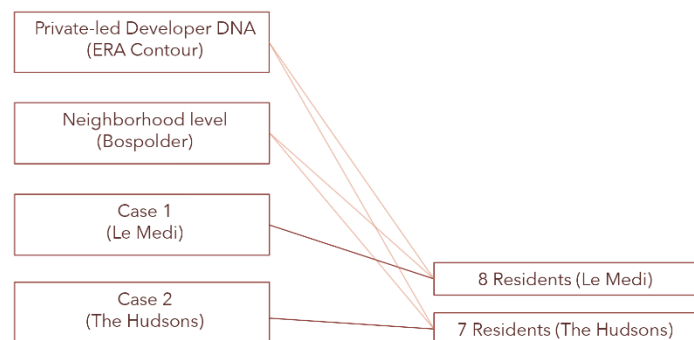 Private-led Developer DNA
(ERA Contour)
Neighborhood level
(Bospolder)
Case 1
(Le Medi)
Case 2
(The Hudsons)
8 Residents (Le Medi)
7 Residents (The Hudsons)